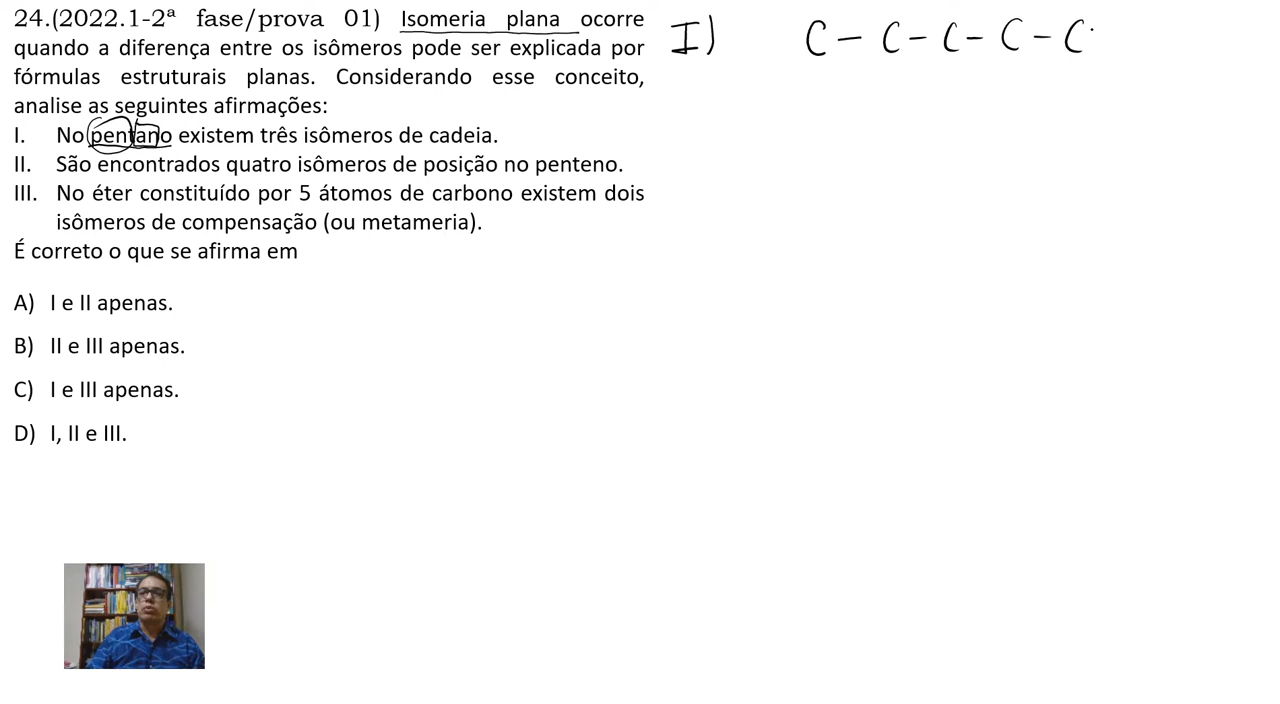 24.(2022.1-2ª fase/prova 01) Isomeria plana ocorre
quando a diferença entre os isômeros pode ser explicada por
fórmulas estruturais planas. Considerando esse conceito,
analise as seguintes afirmações:
I. No pentano existem três isômeros de cadeia.
II. São encontrados quatro isômeros de posição no penteno.
III. No éter constituído por 5 átomos de carbono existem dois
isômeros de compensação (ou metameria).
É correto o que se afirma em
A) I e II apenas.
B) II e III apenas.
C) I e III apenas.
D) I, II e III.
I) C - C - C - C - C